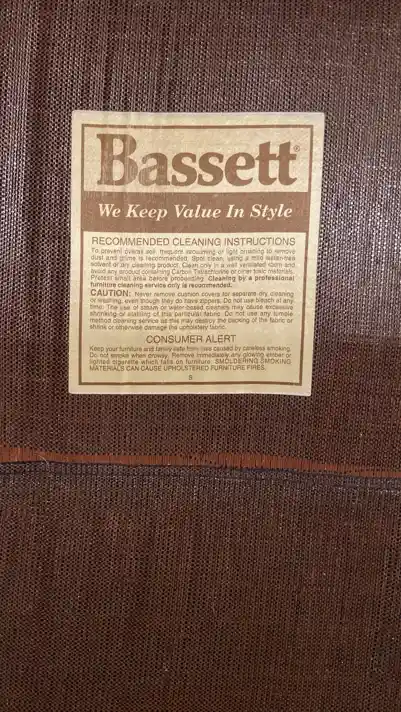 Bassett®
We Keep Value In Style
RECOMMENDED CLEANING INSTRUCTIONS
To prevent overall soil, frequent vacuuming or light brushing to remove
dust and grime is recommended. Spot clean, using a mild water-free
solvent or dry cleaning product. Clean only in a well ventilated room and
avoid any product containing Carbon Tetrachloride or other toxic materials.
Pretest small area before proceeding. Cleaning by a professional
furniture cleaning service only is recommended.
CAUTION: Never remove cushion covers for separate dry cleaning
or washing, even though they do have zippers. Do not use bleach at any
time. The use of steam or water-based cleaners may cause excessive
shrinking or staining of this particular fabric. Do not use any tumble
method cleaning service as this may destroy the backing of the fabric or
shrink or otherwise damage the upholstery fabric.
CONSUMER ALERT
Keep your furniture and family safe from fires caused by careless smoking.
Do not smoke when drowsy. Remove immediately any glowing ember or
lighted cigarette which falls on furniture. SMOLDERING SMOKING
MATERIALS CAN CAUSE UPHOLSTERED FURNITURE FIRES.
S